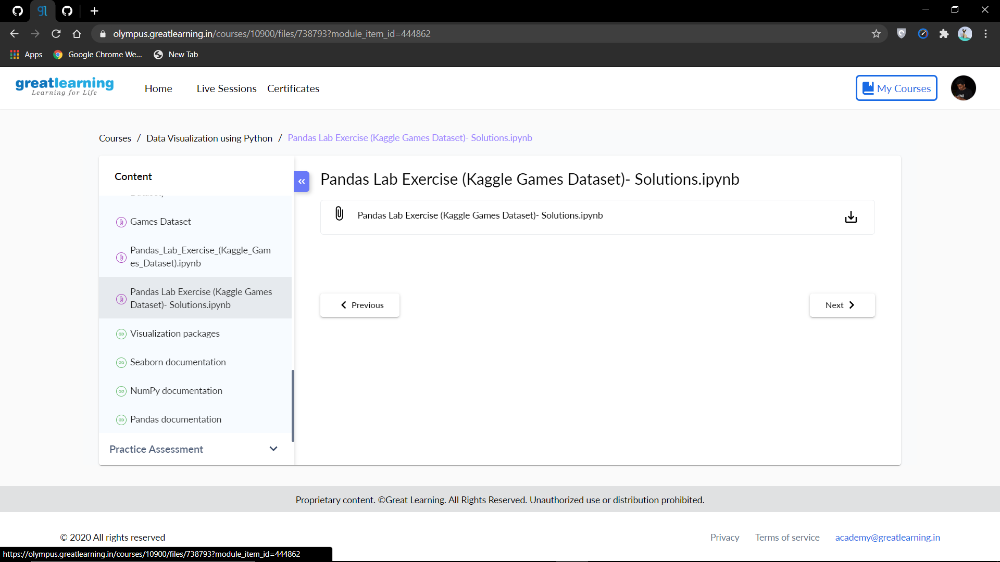 olympus.greatlearning.in/courses/10900/files/738793?module_item_id=444862
Apps
Google Chrome We...
New Tab
greatlearning
Learning for Life
Home
Live Sessions
Certificates
My Courses
Courses / Data Visualization using Python / Pandas Lab Exercise (Kaggle Games Dataset)- Solutions.ipynb
Content
Games Dataset
Pandas_Lab_Exercise_(Kaggle_Gam
es_Dataset).ipynb
Pandas Lab Exercise (Kaggle Games
Dataset)- Solutions.ipynb
Visualization packages
Seaborn documentation
NumPy documentation
Pandas documentation
Practice Assessment
Pandas Lab Exercise (Kaggle Games Dataset)- Solutions.ipynb
Pandas Lab Exercise (Kaggle Games Dataset)- Solutions.ipynb
Previous
Next
Proprietary content. ©Great Learning. All Rights Reserved. Unauthorized use or distribution prohibited.
© 2020 All rights reserved
Privacy
Terms of service
academy@greatlearning.in
https://olympus.greatlearning.in/courses/10900/files/738793?module_item_id=444862